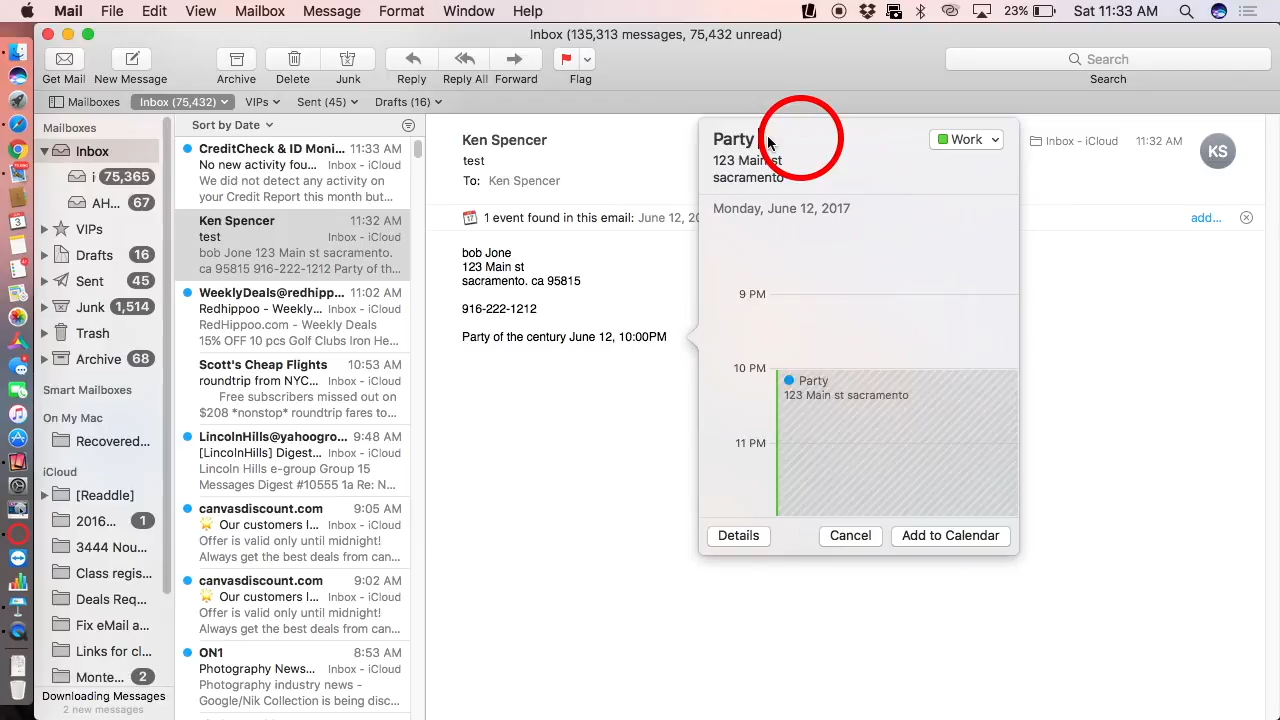 Mail File Edit View Mailbox Message Format Window Help 23% Sat 11:33 AM
Inbox (135,313 messages, 75,432 unread)
Get Mail New Message Archive Delete Junk Reply Reply All Forward Flag Search
Search
Mailboxes Inbox (75,432) VIPs Sent (45) Drafts (16)
Mailboxes
Inbox
i 75,365
AH... 67
VIPs
Drafts 16
Sent 45
Junk 1,514
Trash
Archive 68
Smart Mailboxes
On My Mac
Recovered...
iCloud
[Readdle]
2016... 1
3444 Nou...
Class regis...
Deals Req...
Fix eMail a...
Links for cl...
Monte... 2
Downloading Messages
2 new messages
Sort by Date
CreditCheck & ID Moni... 11:33 AM
No new activity fou... Inbox - iCloud
We did not detect any activity on
your Credit Report this month but...
Ken Spencer 11:32 AM
test Inbox - iCloud
bob Jone 123 Main st sacramento.
ca 95815 916-222-1212 Party of th...
WeeklyDeals@redhipp... 11:02 AM
Redhippoo - Weekly... Inbox - iCloud
RedHippoo.com - Weekly Deals
15% OFF 10 pcs Golf Clubs Iron He...
Scott's Cheap Flights 10:53 AM
roundtrip from NYC... Inbox - iCloud
Free subscribers missed out on
$208 *nonstop* roundtrip fares to...
LincolnHills@yahoogro... 9:48 AM
[LincolnHills] Digest... Inbox - iCloud
Lincoln Hills e-group Group 15
Messages Digest #10555 1a Re: N...
canvasdiscount.com 9:05 AM
Our customers l... Inbox - iCloud
Offer is valid only until midnight!
Always get the best deals from can...
canvasdiscount.com 9:02 AM
Our customers l... Inbox - iCloud
Offer is valid only until midnight!
Always get the best deals from can...
ON1 8:53 AM
Photography News... Inbox - iCloud
Photography industry news -
Google/Nik Collection is being disc...
Ken Spencer Inbox - iCloud 11:32 AM KS
test
To: Ken Spencer
1 event found in this email: June 12, 20 add...
bob Jone
123 Main st
sacramento. ca 95815
916-222-1212
Party of the century June 12, 10:00PM
Party Work
123 Main st
sacramento
Monday, June 12, 2017
9 PM
10 PM
Party
123 Main st sacramento
11 PM
Details Cancel Add to Calendar